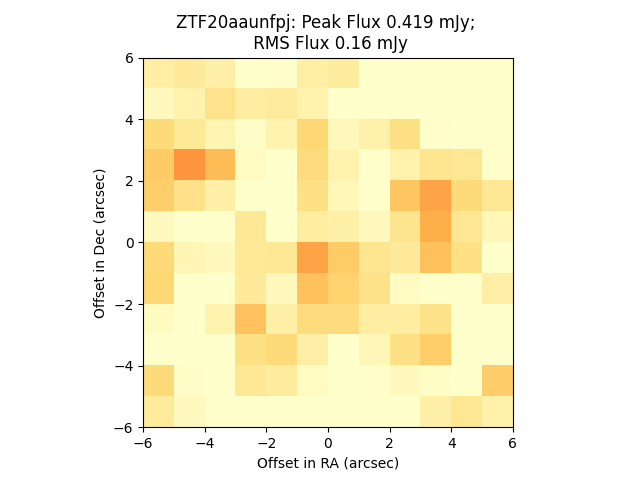 ZTF20aaunfpj: Peak Flux 0.419 mJy;
RMS Flux 0.16 mJy
6
4
2
0
−2
−4
−6
Offset in Dec (arcsec)
−6 −4 −2 0 2 4 6
Offset in RA (arcsec)